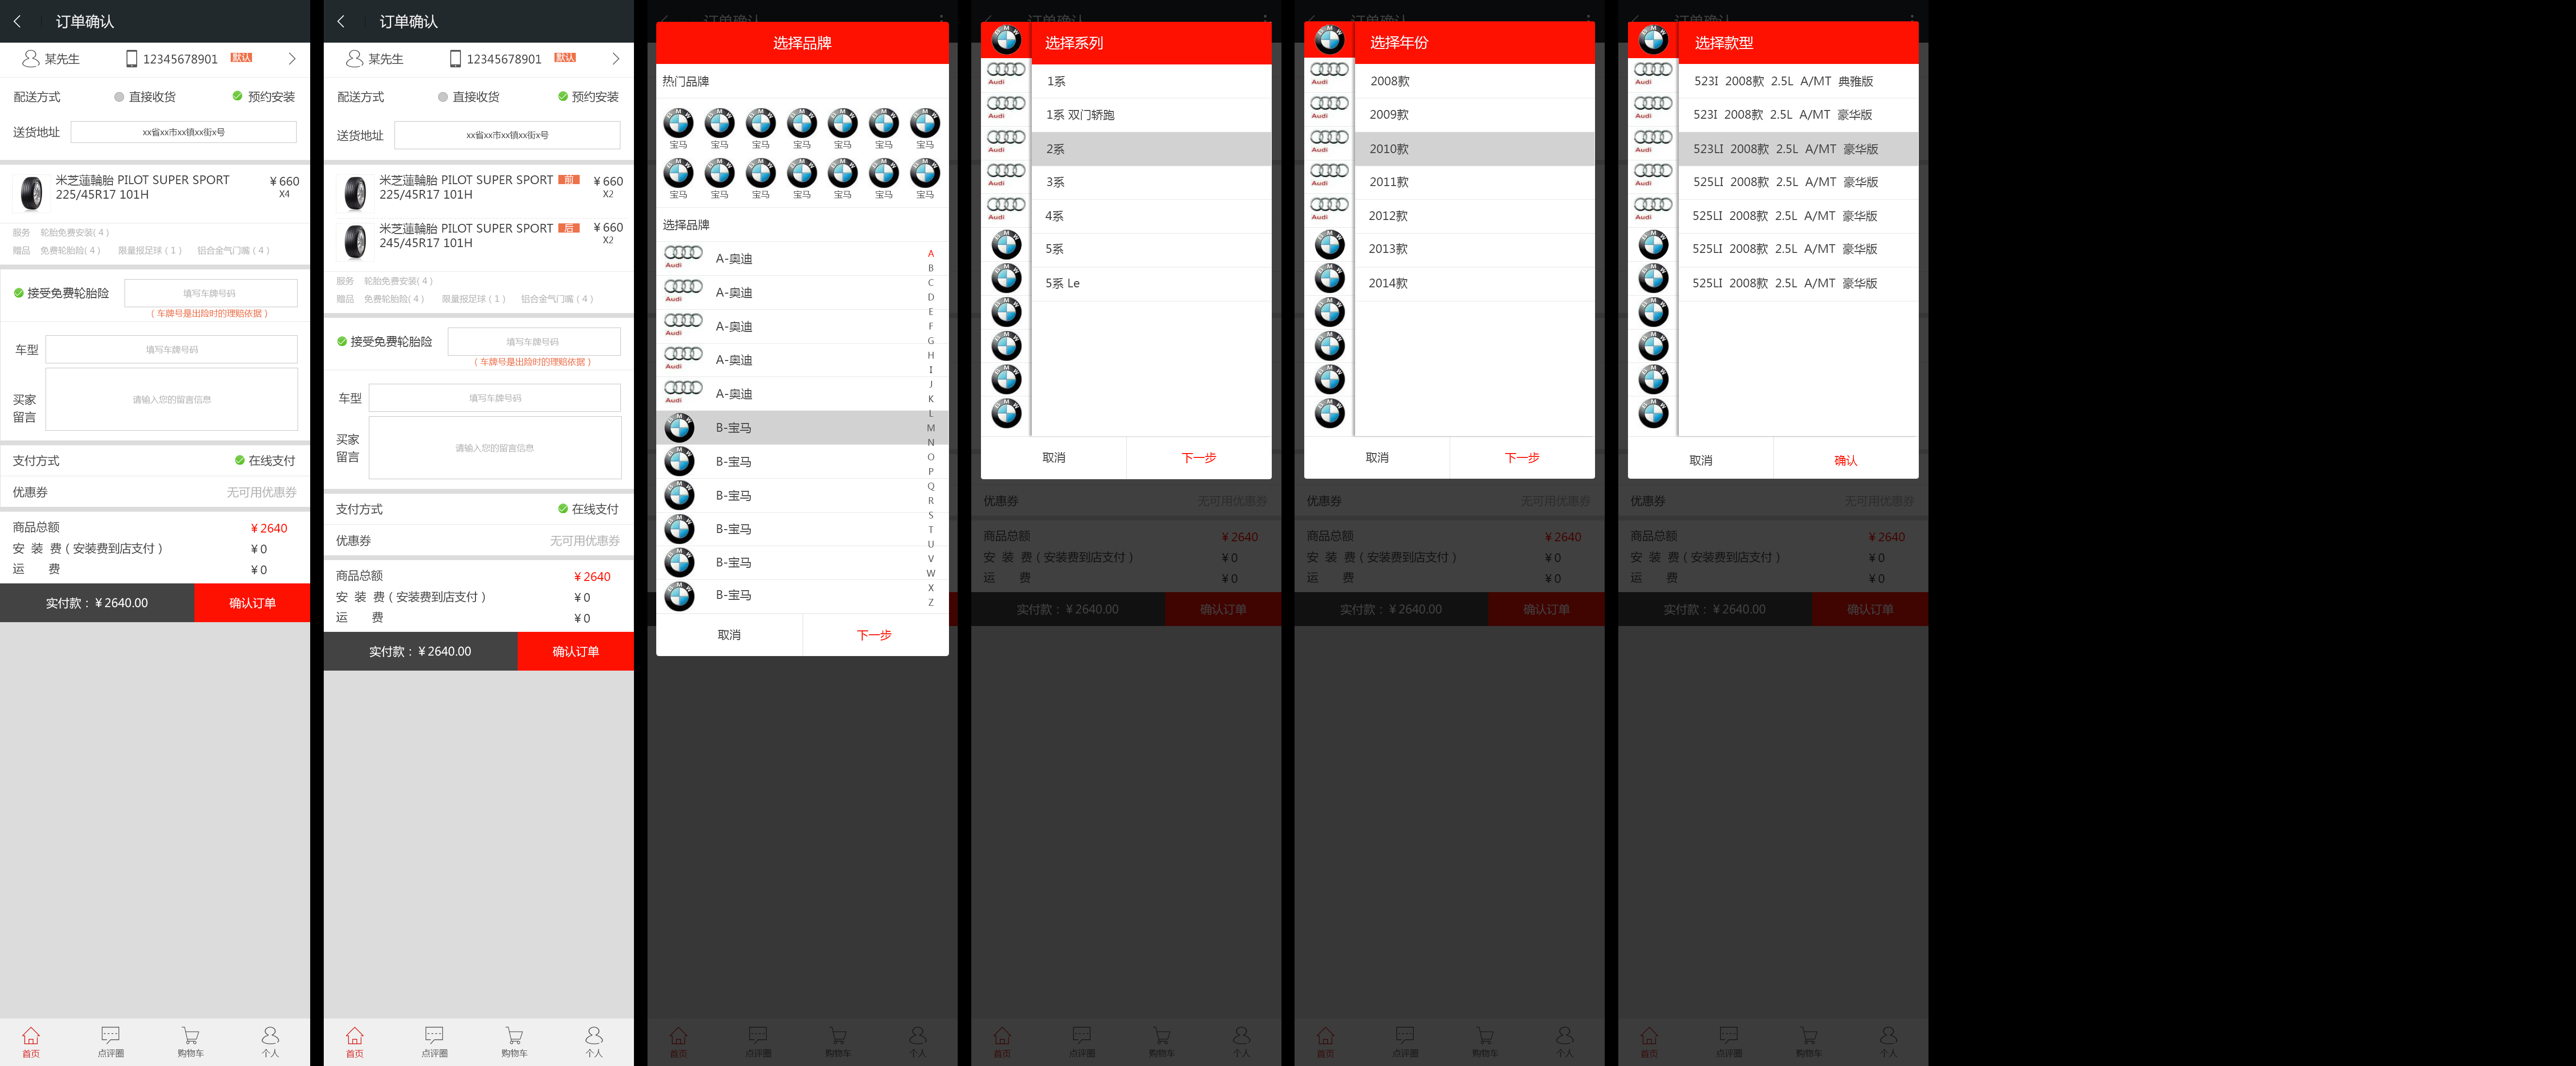 订单确认
某先生 12345678901 默认
配送方式 直接收货 预约安装
送货地址 xx省xx市xx镇xx街x号
米芝蓮輪胎 PILOT SUPER SPORT ¥660
225/45R17 101H X4
服务 轮胎免费安装(4)
赠品 免费轮胎险(4) 限量报足球(1) 铝合金气门嘴(4)
接受免费轮胎险 填写车牌号码
(车牌号是出险时的理赔依据)
车型 填写车牌号码
买家留言 请输入您的留言信息
支付方式 在线支付
优惠券 无可用优惠券
商品总额 ¥2640
安 装 费(安装费到店支付) ¥0
运 费 ¥0
实付款：¥2640.00 确认订单
首页 点评圈 购物车 个人
订单确认
某先生 12345678901 默认
配送方式 直接收货 预约安装
送货地址 xx省xx市xx镇xx街x号
米芝蓮輪胎 PILOT SUPER SPORT 前 ¥660
225/45R17 101H X2
米芝蓮輪胎 PILOT SUPER SPORT 后 ¥660
245/45R17 101H X2
服务 轮胎免费安装(4)
赠品 免费轮胎险(4) 限量报足球(1) 铝合金气门嘴(4)
接受免费轮胎险 填写车牌号码
(车牌号是出险时的理赔依据)
车型 填写车牌号码
买家留言 请输入您的留言信息
支付方式 在线支付
优惠券 无可用优惠券
商品总额 ¥2640
安 装 费(安装费到店支付) ¥0
运 费 ¥0
实付款：¥2640.00 确认订单
首页 点评圈 购物车 个人
订单确认
选择品牌
热门品牌
宝马 宝马 宝马 宝马 宝马 宝马 宝马
宝马 宝马 宝马 宝马 宝马 宝马 宝马
选择品牌
Audi A-奥迪
Audi A-奥迪
Audi A-奥迪
Audi A-奥迪
Audi A-奥迪
B-宝马
B-宝马
B-宝马
B-宝马
B-宝马
B-宝马
A
B
C
D
E
F
G
H
I
J
K
L
M
N
O
P
Q
R
S
T
U
V
W
X
Z
取消 下一步
首页 点评圈 购物车 个人
订单确认
选择系列
Audi
Audi
Audi
Audi
Audi
1系
1系 双门轿跑
2系
3系
4系
5系
5系 Le
取消 下一步
优惠券 无可用优惠券
商品总额 ¥2640
安 装 费(安装费到店支付) ¥0
运 费 ¥0
实付款：¥2640.00 确认订单
首页 点评圈 购物车 个人
订单确认
选择年份
Audi
Audi
Audi
Audi
Audi
2008款
2009款
2010款
2011款
2012款
2013款
2014款
取消 下一步
优惠券 无可用优惠券
商品总额 ¥2640
安 装 费(安装费到店支付) ¥0
运 费 ¥0
实付款：¥2640.00 确认订单
首页 点评圈 购物车 个人
订单确认
选择款型
Audi
Audi
Audi
Audi
Audi
523I 2008款 2.5L A/MT 典雅版
523I 2008款 2.5L A/MT 豪华版
523LI 2008款 2.5L A/MT 豪华版
525LI 2008款 2.5L A/MT 豪华版
525LI 2008款 2.5L A/MT 豪华版
525LI 2008款 2.5L A/MT 豪华版
525LI 2008款 2.5L A/MT 豪华版
取消 确认
优惠券 无可用优惠券
商品总额 ¥2640
安 装 费(安装费到店支付) ¥0
运 费 ¥0
实付款：¥2640.00 确认订单
首页 点评圈 购物车 个人